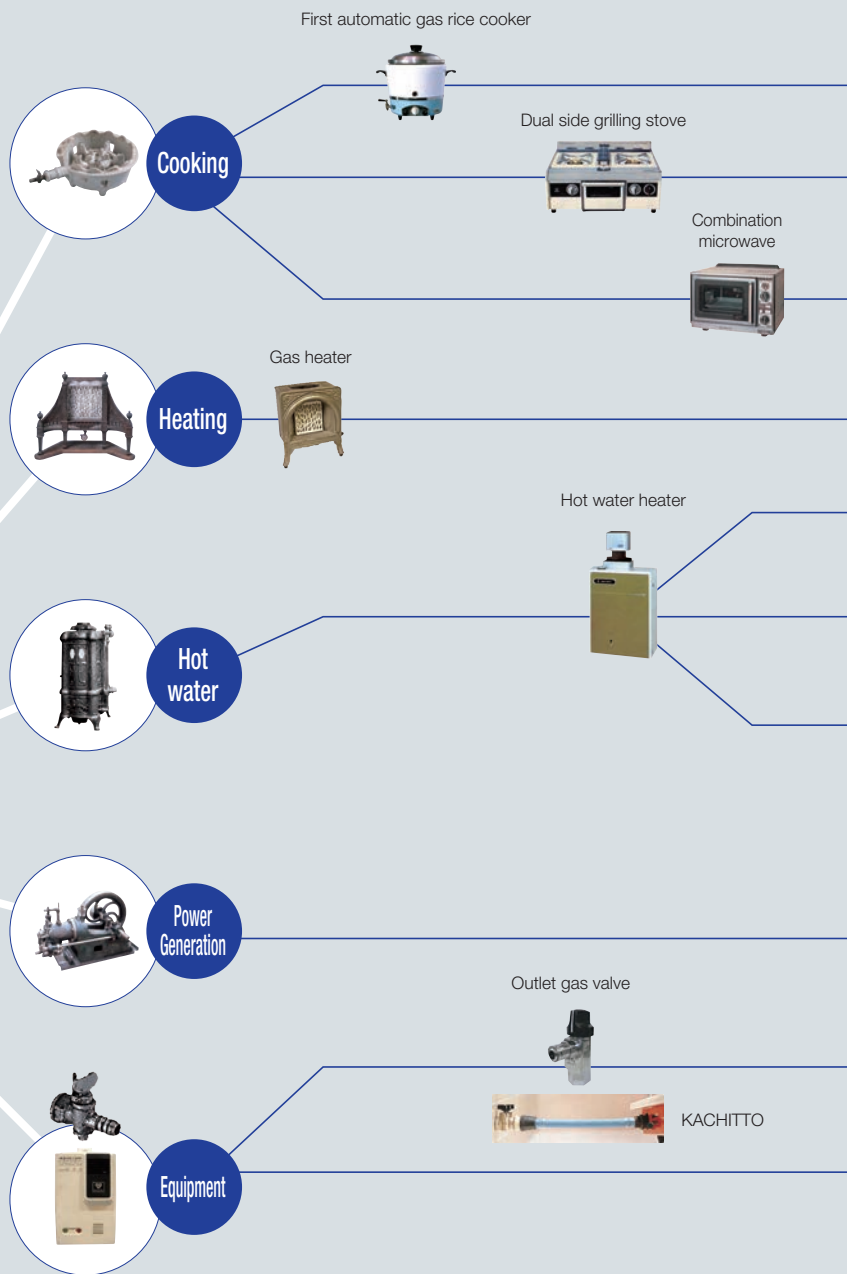 First automatic gas rice cooker
Cooking
Dual side grilling stove
Combination
microwave
Gas heater
Heating
Hot water heater
Hot
water
Power
Generation
Outlet gas valve
KACHITTO
Equipment